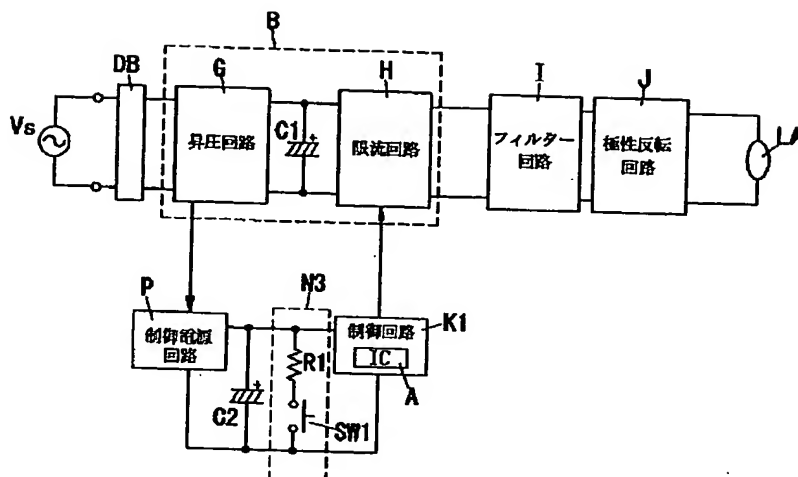 B
DB
G
H
I
J
Vs
昇圧回路
C1
+
限流回路
フィルター
回路
極性反転
回路
LA
P
N3
制御電源
回路
+
C2
R1
SW1
制御回路
IC
K1
A